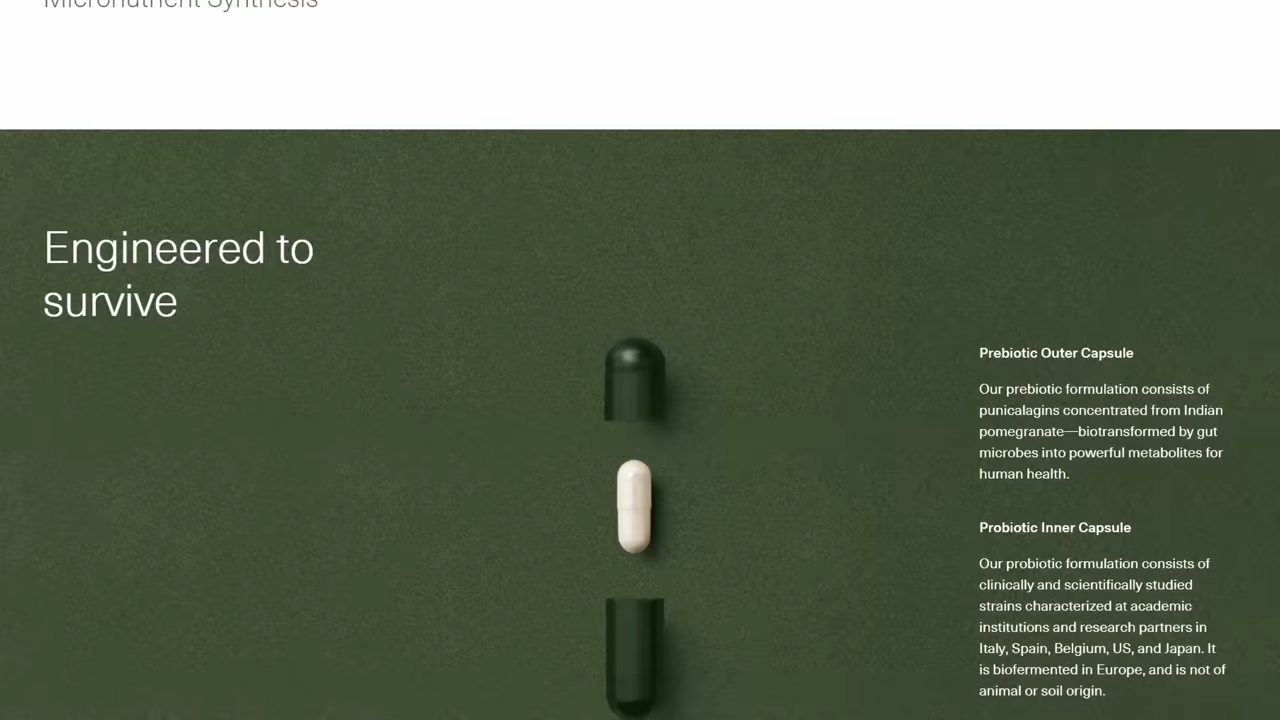 Micronutrient Synthesis
Engineered to
survive
Prebiotic Outer Capsule
Our prebiotic formulation consists of
punicalagins concentrated from Indian
pomegranate—biotransformed by gut
microbes into powerful metabolites for
human health.
Probiotic Inner Capsule
Our probiotic formulation consists of
clinically and scientifically studied
strains characterized at academic
institutions and research partners in
Italy, Spain, Belgium, US, and Japan. It
is biofermented in Europe, and is not of
animal or soil origin.